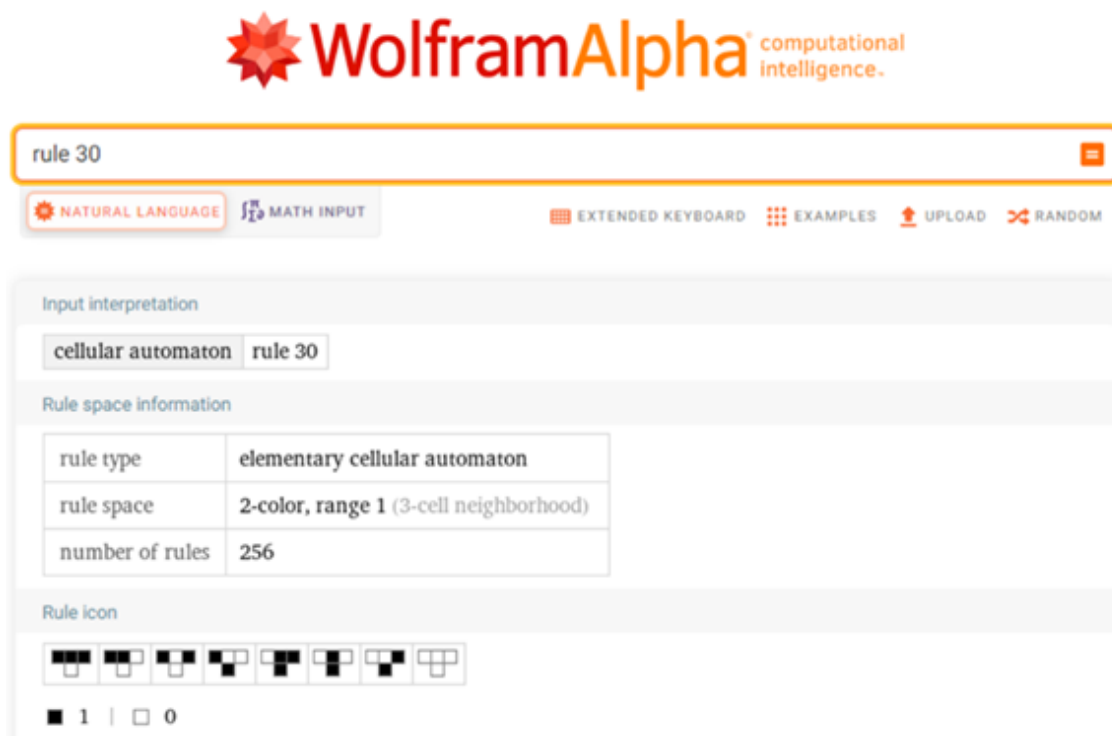 WolframAlpha computational
intelligence™
rule 30
NATURAL LANGUAGE MATH INPUT EXTENDED KEYBOARD EXAMPLES UPLOAD RANDOM
Input interpretation
cellular automaton rule 30
Rule space information
rule type elementary cellular automaton
rule space 2-color, range 1 (3-cell neighborhood)
number of rules 256
Rule icon
■ 1 | □ 0